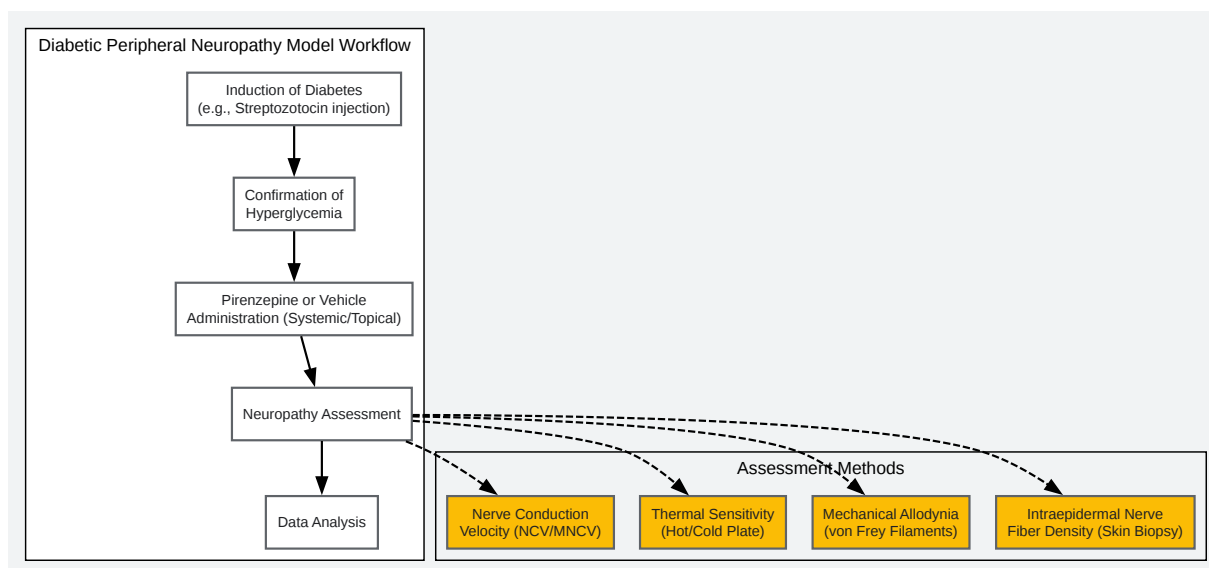 Diabetic Peripheral Neuropathy Model Workflow
Induction of Diabetes
(e.g., Streptozotocin injection)
Confirmation of
Hyperglycemia
Pirenzepine or Vehicle
Administration (Systemic/Topical)
Neuropathy Assessment
Data Analysis
Assessment Methods
Nerve Conduction
Velocity (NCV/MNCV)
Thermal Sensitivity
(Hot/Cold Plate)
Mechanical Allodynia
(von Frey Filaments)
Intraepidermal Nerve
Fiber Density (Skin Biopsy)